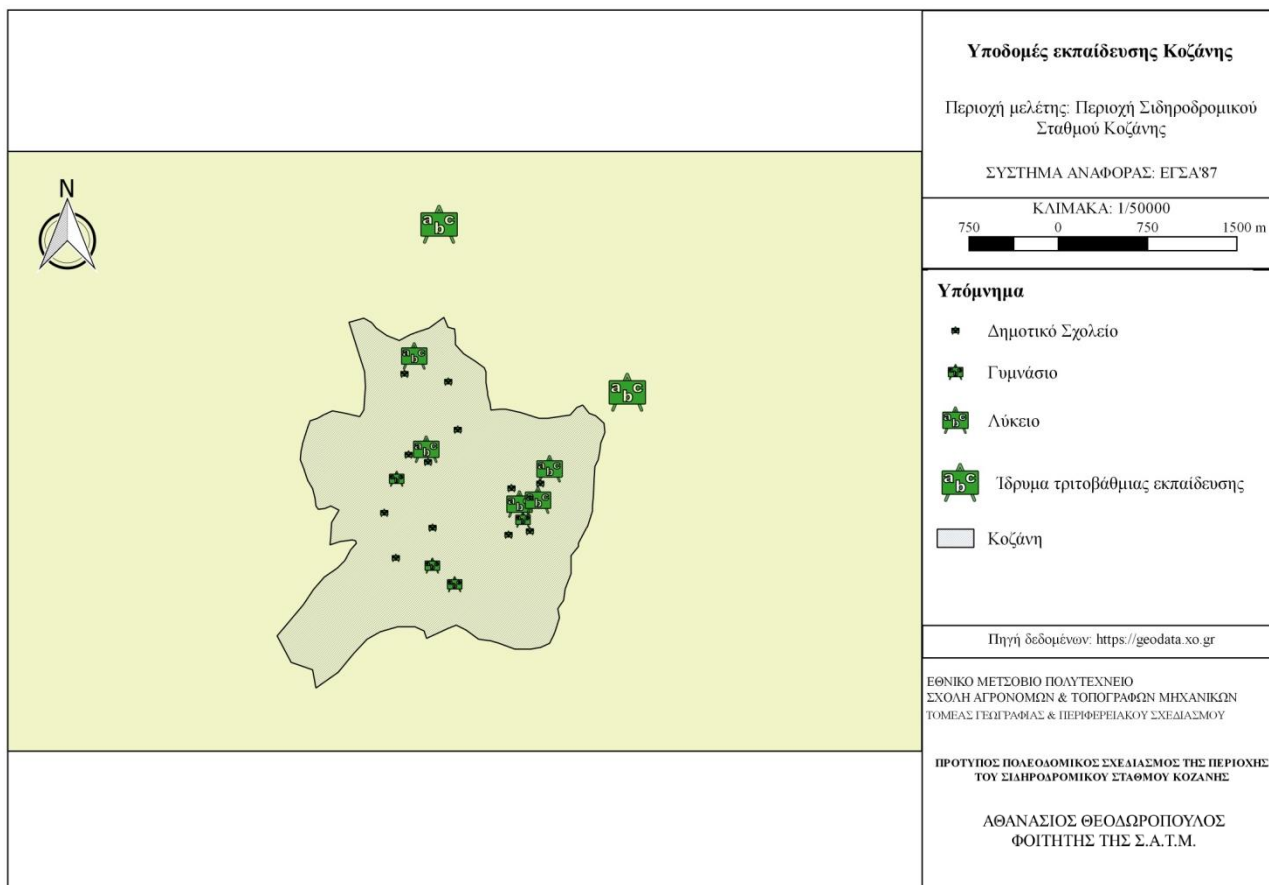 Υποδομές εκπαίδευσης Κοζάνης
Περιοχή μελέτης: Περιοχή Σιδηροδρομικού
Σταθμού Κοζάνης
ΣΥΣΤΗΜΑ ΑΝΑΦΟΡΑΣ: ΕΓΣΑ'87
ΚΛΙΜΑΚΑ: 1/50000
750 0 750 1500 m
N
Υπόμνημα
Δημοτικό Σχολείο
Γυμνάσιο
a b c Λύκειο
a b c Ίδρυμα τριτοβάθμιας εκπαίδευσης
Κοζάνη
a b c
a b c
a b c
a b c
a b c
a b
a b c
Πηγή δεδομένων: https://geodata.xo.gr
ΕΘΝΙΚΟ ΜΕΤΣΟΒΙΟ ΠΟΛΥΤΕΧΝΕΙΟ
ΣΧΟΛΗ ΑΓΡΟΝΟΜΩΝ & ΤΟΠΟΓΡΑΦΩΝ ΜΗΧΑΝΙΚΩΝ
ΤΟΜΕΑΣ ΓΕΩΓΡΑΦΙΑΣ & ΠΕΡΙΦΕΡΕΙΑΚΟΥ ΣΧΕΔΙΑΣΜΟΥ
ΠΡΟΤΥΠΟΣ ΠΟΛΕΟΔΟΜΙΚΟΣ ΣΧΕΔΙΑΣΜΟΣ ΤΗΣ ΠΕΡΙΟΧΗΣ
ΤΟΥ ΣΙΔΗΡΟΔΡΟΜΙΚΟΥ ΣΤΑΘΜΟΥ ΚΟΖΑΝΗΣ
ΑΘΑΝΑΣΙΟΣ ΘΕΟΔΩΡΟΠΟΥΛΟΣ
ΦΟΙΤΗΤΗΣ ΤΗΣ Σ.Α.Τ.Μ.